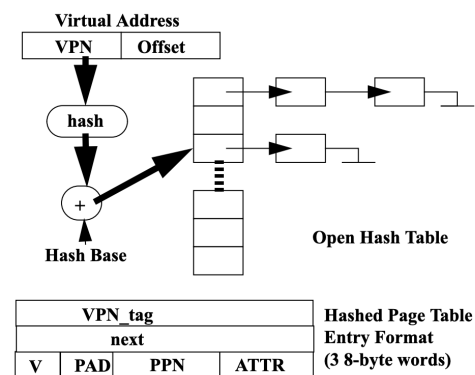 Virtual Address
VPN Offset
hash
+
Hash Base
Open Hash Table
VPN_tag
next
V PAD PPN ATTR
Hashed Page Table
Entry Format
(3 8-byte words)